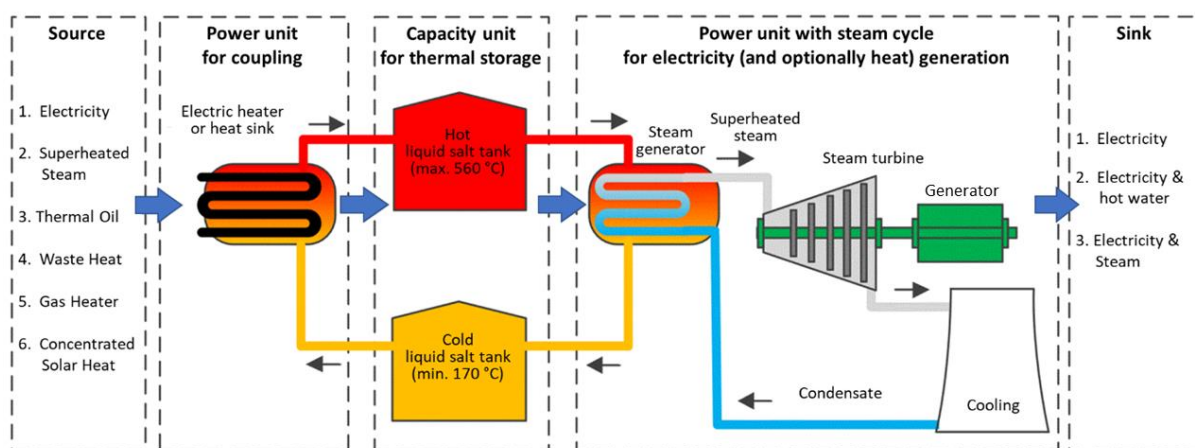 Source
1. Electricity
2. Superheated
Steam
3. Thermal Oil
4. Waste Heat
5. Gas Heater
6. Concentrated
Solar Heat
Power unit
for coupling
Electric heater
or heat sink
Capacity unit
for thermal storage
Hot
liquid salt tank
(max. 560 °C)
Cold
liquid salt tank
(min. 170 °C)
Power unit with steam cycle
for electricity (and optionally heat) generation
Steam
generator
Superheated
steam
Steam turbine
Generator
Condensate
Cooling
Sink
1. Electricity
2. Electricity &
hot water
3. Electricity &
Steam